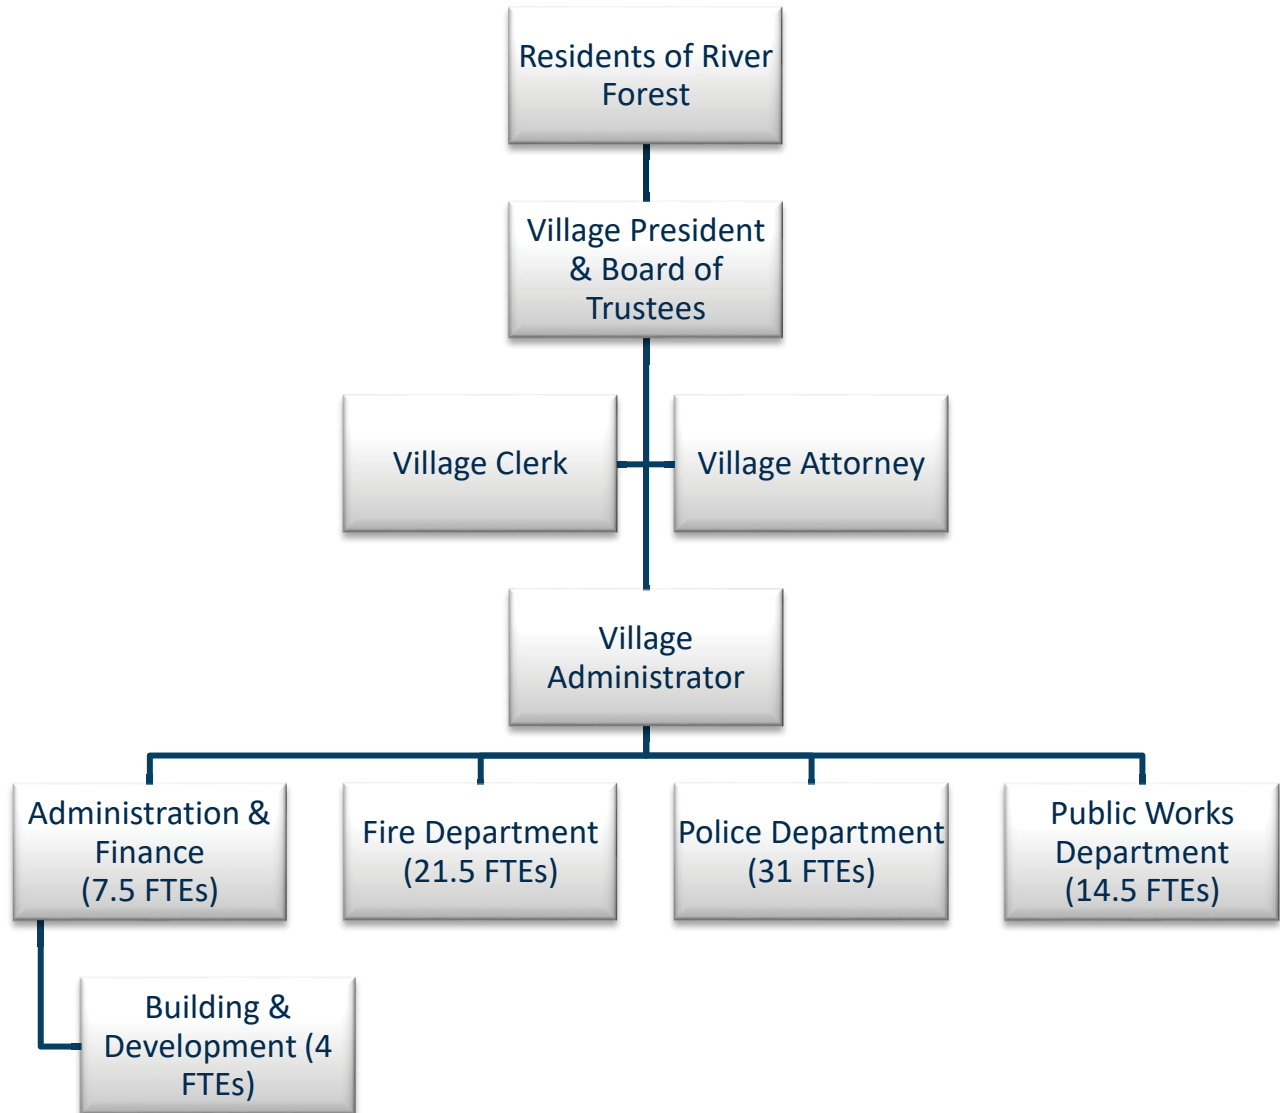 Residents of River
Forest
Village President
& Board of
Trustees
Village Clerk
Village Attorney
Village
Administrator
Administration &
Finance
(7.5 FTEs)
Fire Department
(21.5 FTEs)
Police Department
(31 FTEs)
Public Works
Department
(14.5 FTEs)
Building &
Development (4
FTEs)